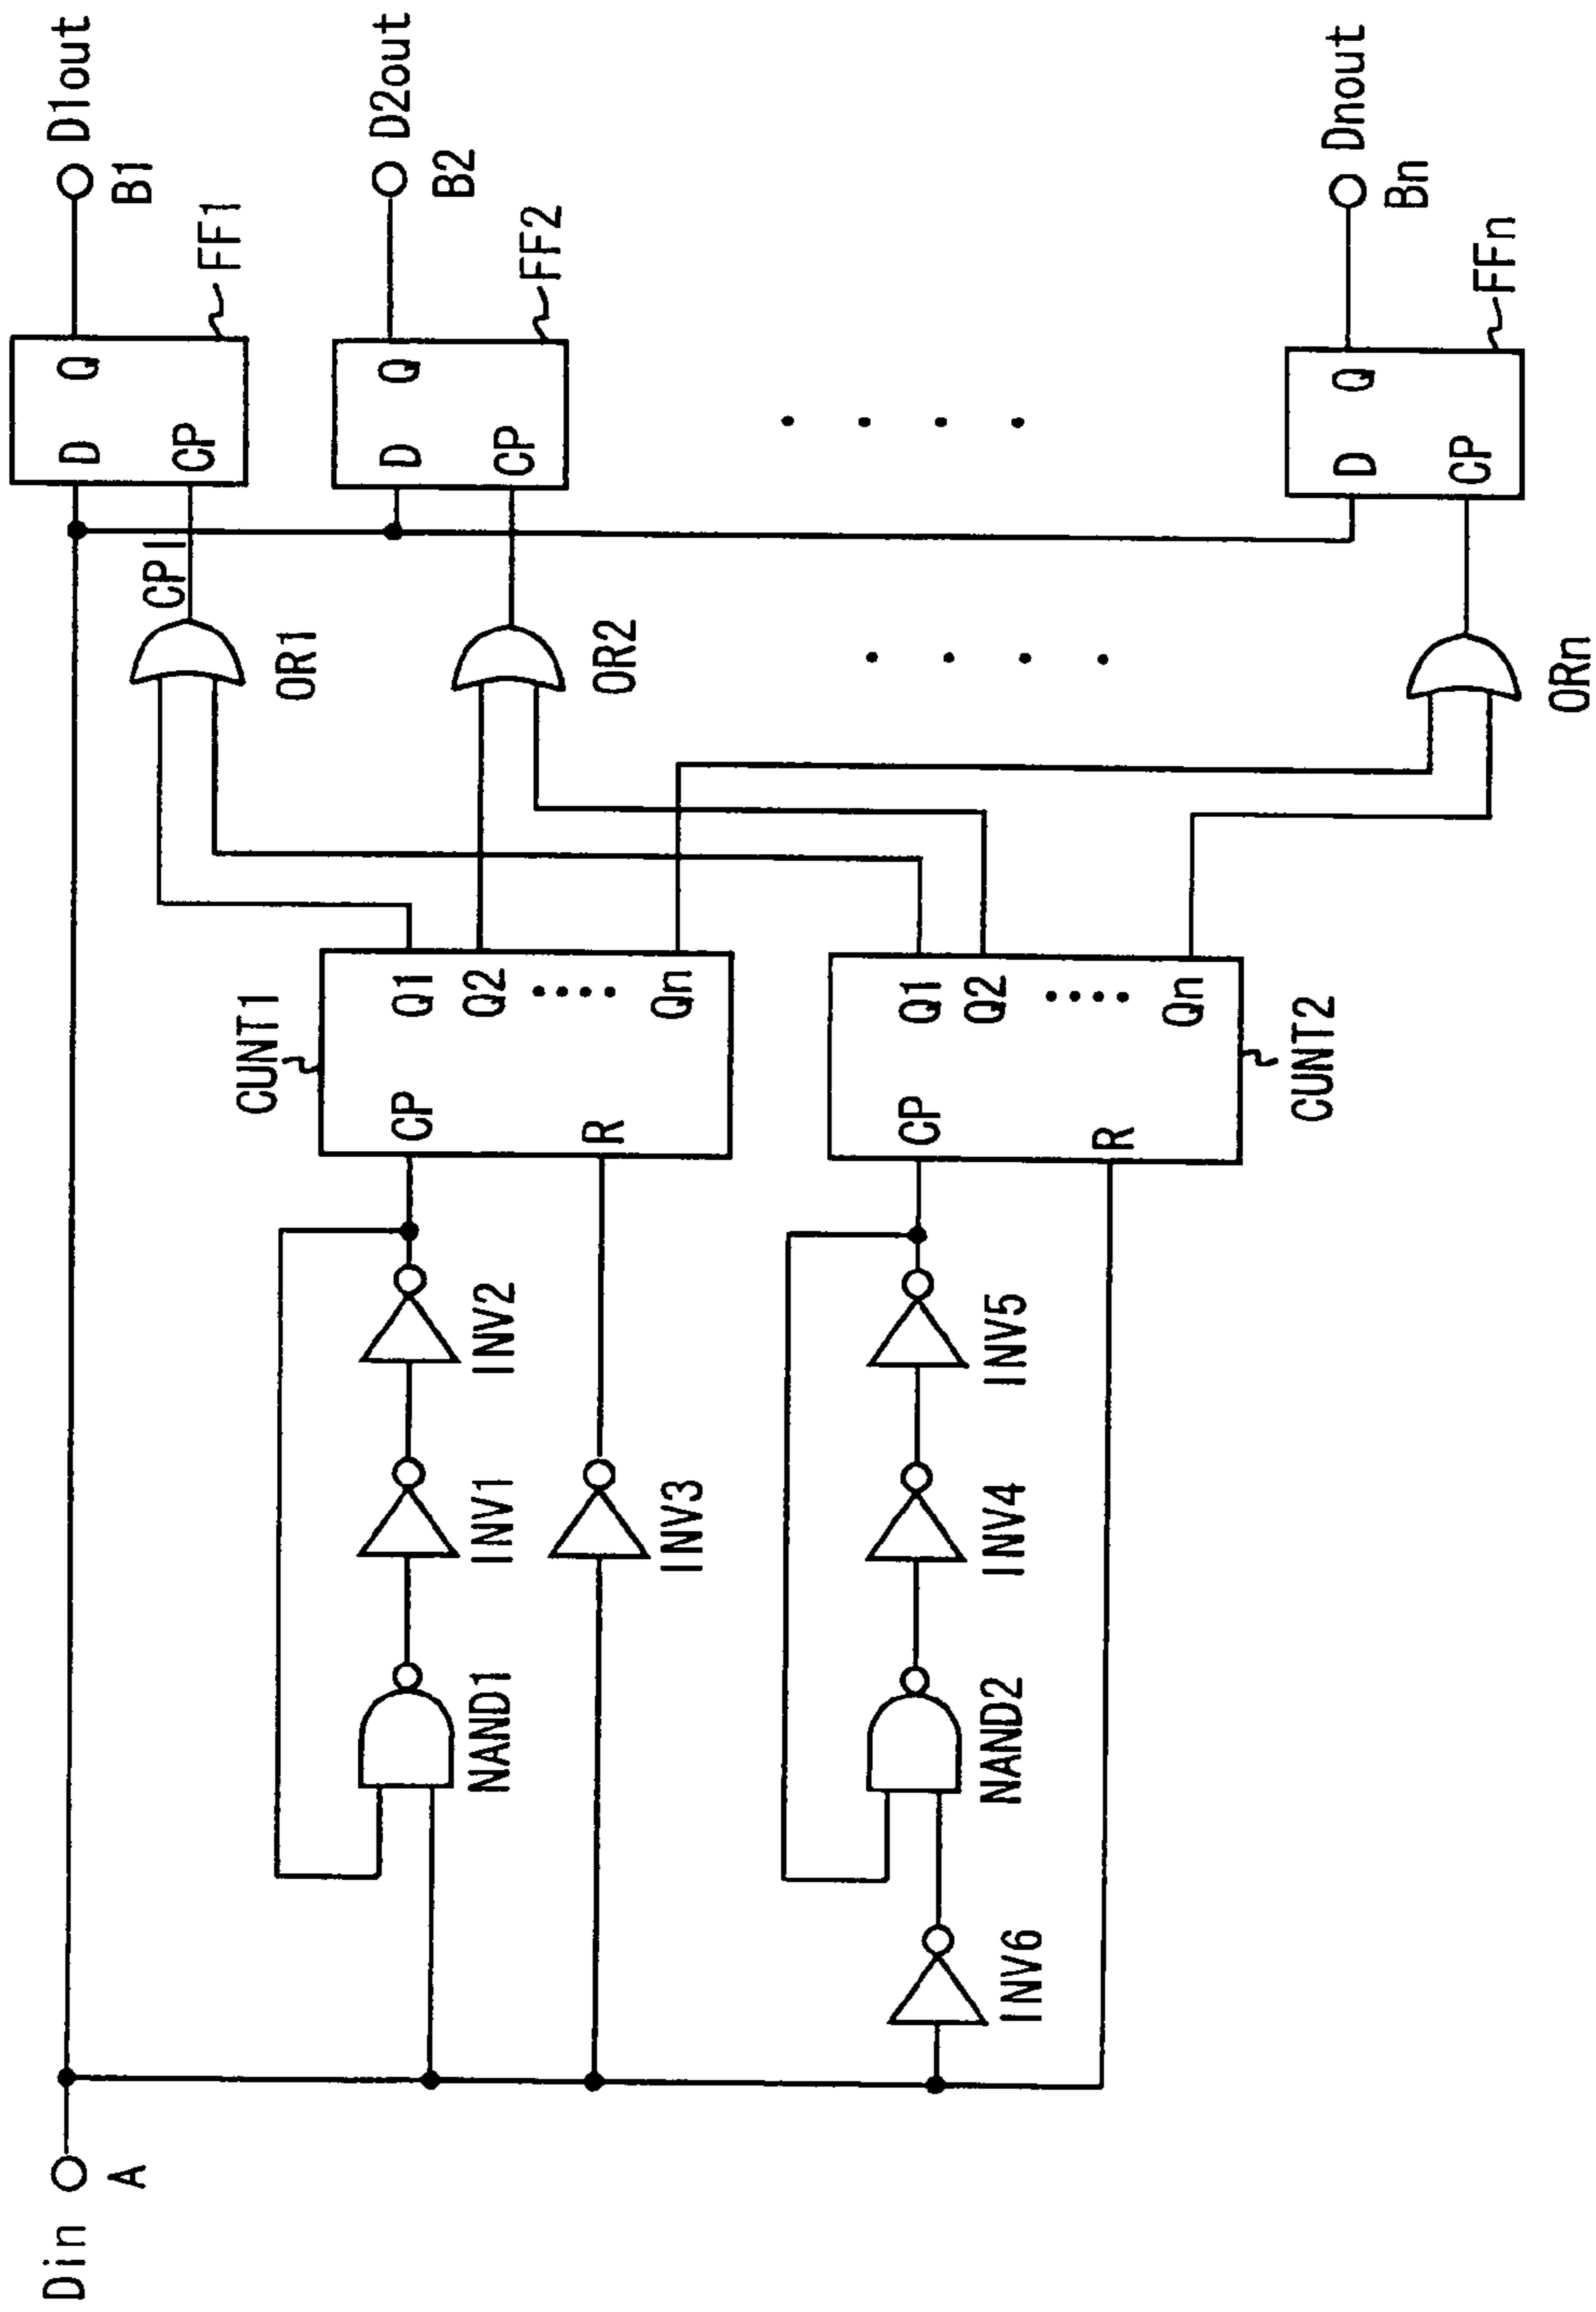 Din
A
D1out
B1
FF1
D
Q
CP
CP1
OR1
D2out
B2
FF2
D
Q
CP
OR2
Dnout
Bn
FFn
D
Q
CP
ORn
CUNT1
CP
R
Q1
Q2
Qn
CUNT2
CP
R
Q1
Q2
Qn
NAND1
INV1
INV2
INV3
INV6
NAND2
INV4
INV5